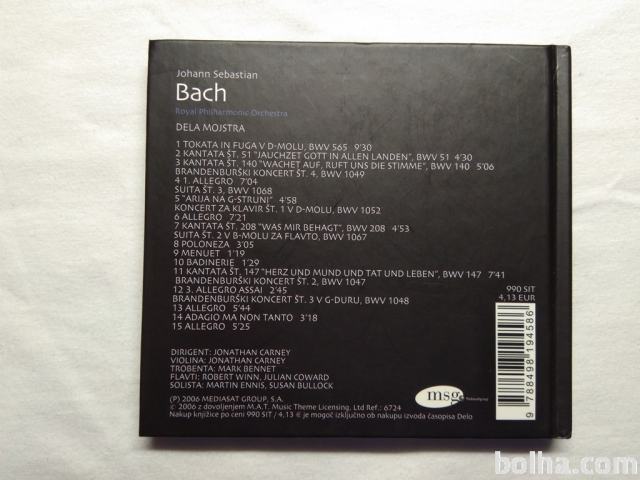 Johann Sebastian
Bach
Royal Philharmonic Orchestra
DELA MOJSTRA
1 TOKATA IN FUGA V D-MOLU, BWV 565 9'30
2 KANTATA ŠT. 51 "JAUCHZET GOTT IN ALLEN LANDEN", BWV 51 4'30
3 KANTATA ŠT. 140 "WACHET AUF, RUFT UNS DIE STIMME", BWV 140 5'06
BRANDENBURŠKI KONCERT ŠT. 4, BWV 1049
4 1. ALLEGRO 7'04
SUITA ŠT. 3, BWV 1068
5 "ARIJA NA G-STRUNI" 4'58
KONCERT ZA KLAVIR ŠT. 1 V D-MOLU, BWV 1052
6 ALLEGRO 7'21
7 KANTATA ŠT. 208 "WAS MIR BEHAGT", BWV 208 4'53
SUITA ŠT. 2 V B-MOLU ZA FLAVTO, BWV 1067
8 POLONEZA 3'05
9 MENUET 1'19
10 BADINERIE 1'29
11 KANTATA ŠT. 147 "HERZ UND MUND UND TAT UND LEBEN", BWV 147 7'41
BRANDENBURŠKI KONCERT ŠT. 2, BWV 1047
12 3. ALLEGRO ASSAI 2'45
BRANDENBURŠKI KONCERT ŠT. 3 V G-DURU, BWV 1048
13 ALLEGRO 5'44
14 ADAGIO MA NON TANTO 3'18
15 ALLEGRO 5'25
DIRIGENT: JONATHAN CARNEY
VIOLINA: JONATHAN CARNEY
TROBENTA: MARK BENNET
FLAVTI: ROBERT WINN, JULIAN COWARD
SOLISTA: MARTIN ENNIS, SUSAN BULLOCK
(P) 2006 MEDIASAT GROUP, S.A.
© 2006 z dovoljenjem M.A.T. Music Theme Licensing, Ltd Ref.: 6724
Nakup knjižice po ceni 990 SIT / 4,13 € je mogoč izključno ob nakupu izvoda časopisa Delo
990 SIT
4,13 EUR
9 788498 194586
msg
bolha.com